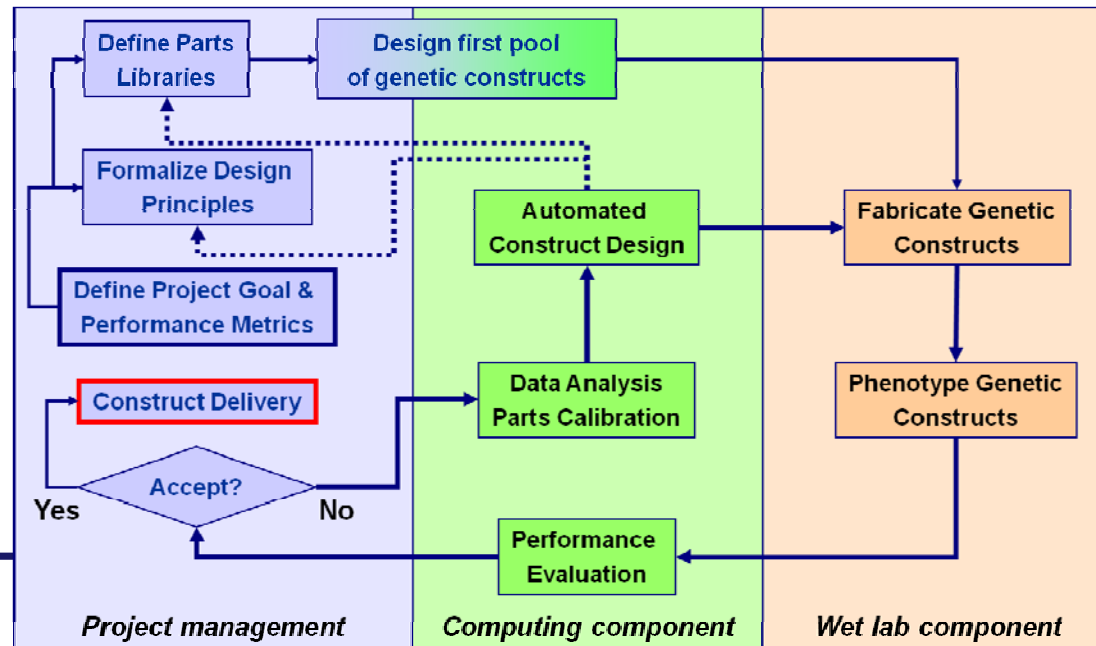 Define Parts
Libraries
Design first pool
of genetic constructs
Formalize Design
Principles
Automated
Construct Design
Fabricate Genetic
Constructs
Define Project Goal &
Performance Metrics
Construct Delivery
Data Analysis
Parts Calibration
Phenotype Genetic
Constructs
Accept?
Yes
No
Performance
Evaluation
Project management
Computing component
Wet lab component